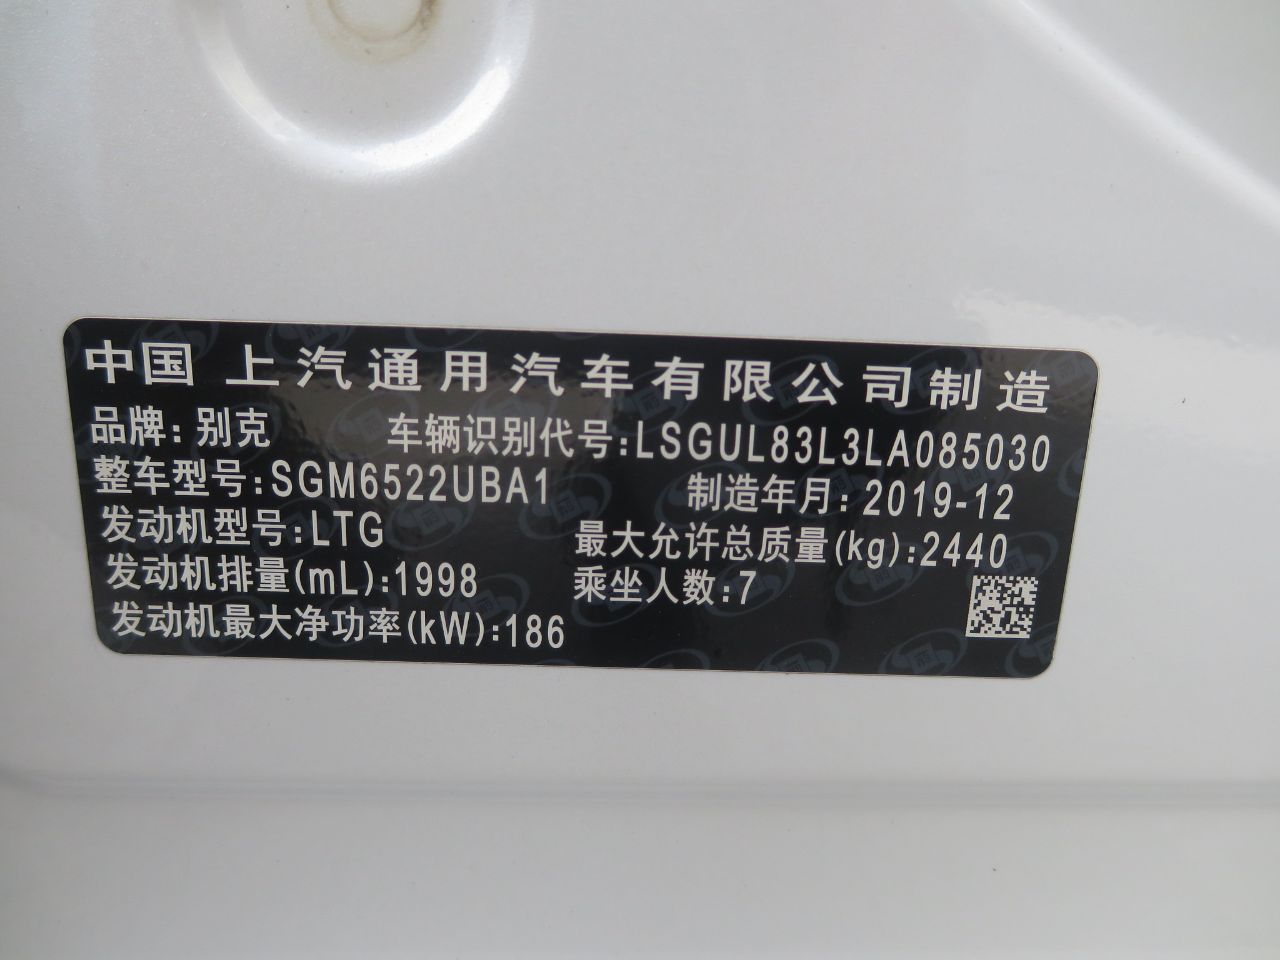 中国 上汽通用汽车有限公司制造
品牌: 别克 车辆识别代号:LSGUL83L3LA085030
整车型号:SGM6522UBA1 制造年月: 2019-12
发动机型号:LTG 最大允许总质量(kg):2440
发动机排量(mL):1998 乘坐人数:7
发动机最大净功率(kW):186